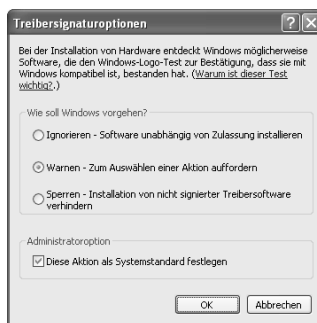 Treibersignaturoptionen
Bei der Installation von Hardware entdeckt Windows möglicherweise
Software, die den Windows-Logo-Test zur Bestätigung, dass sie mit
Windows kompatibel ist, bestanden hat. (Warum ist dieser Test
wichtig?.)
Wie soll Windows vorgehen?
Ignorieren - Software unabhängig von Zulassung installieren
Warnen - Zum Auswählen einer Aktion auffordern
Sperren - Installation von nicht signierter Treibersoftware
verhindern
Administratoroption
Diese Aktion als Systemstandard festlegen
OK Abbrechen